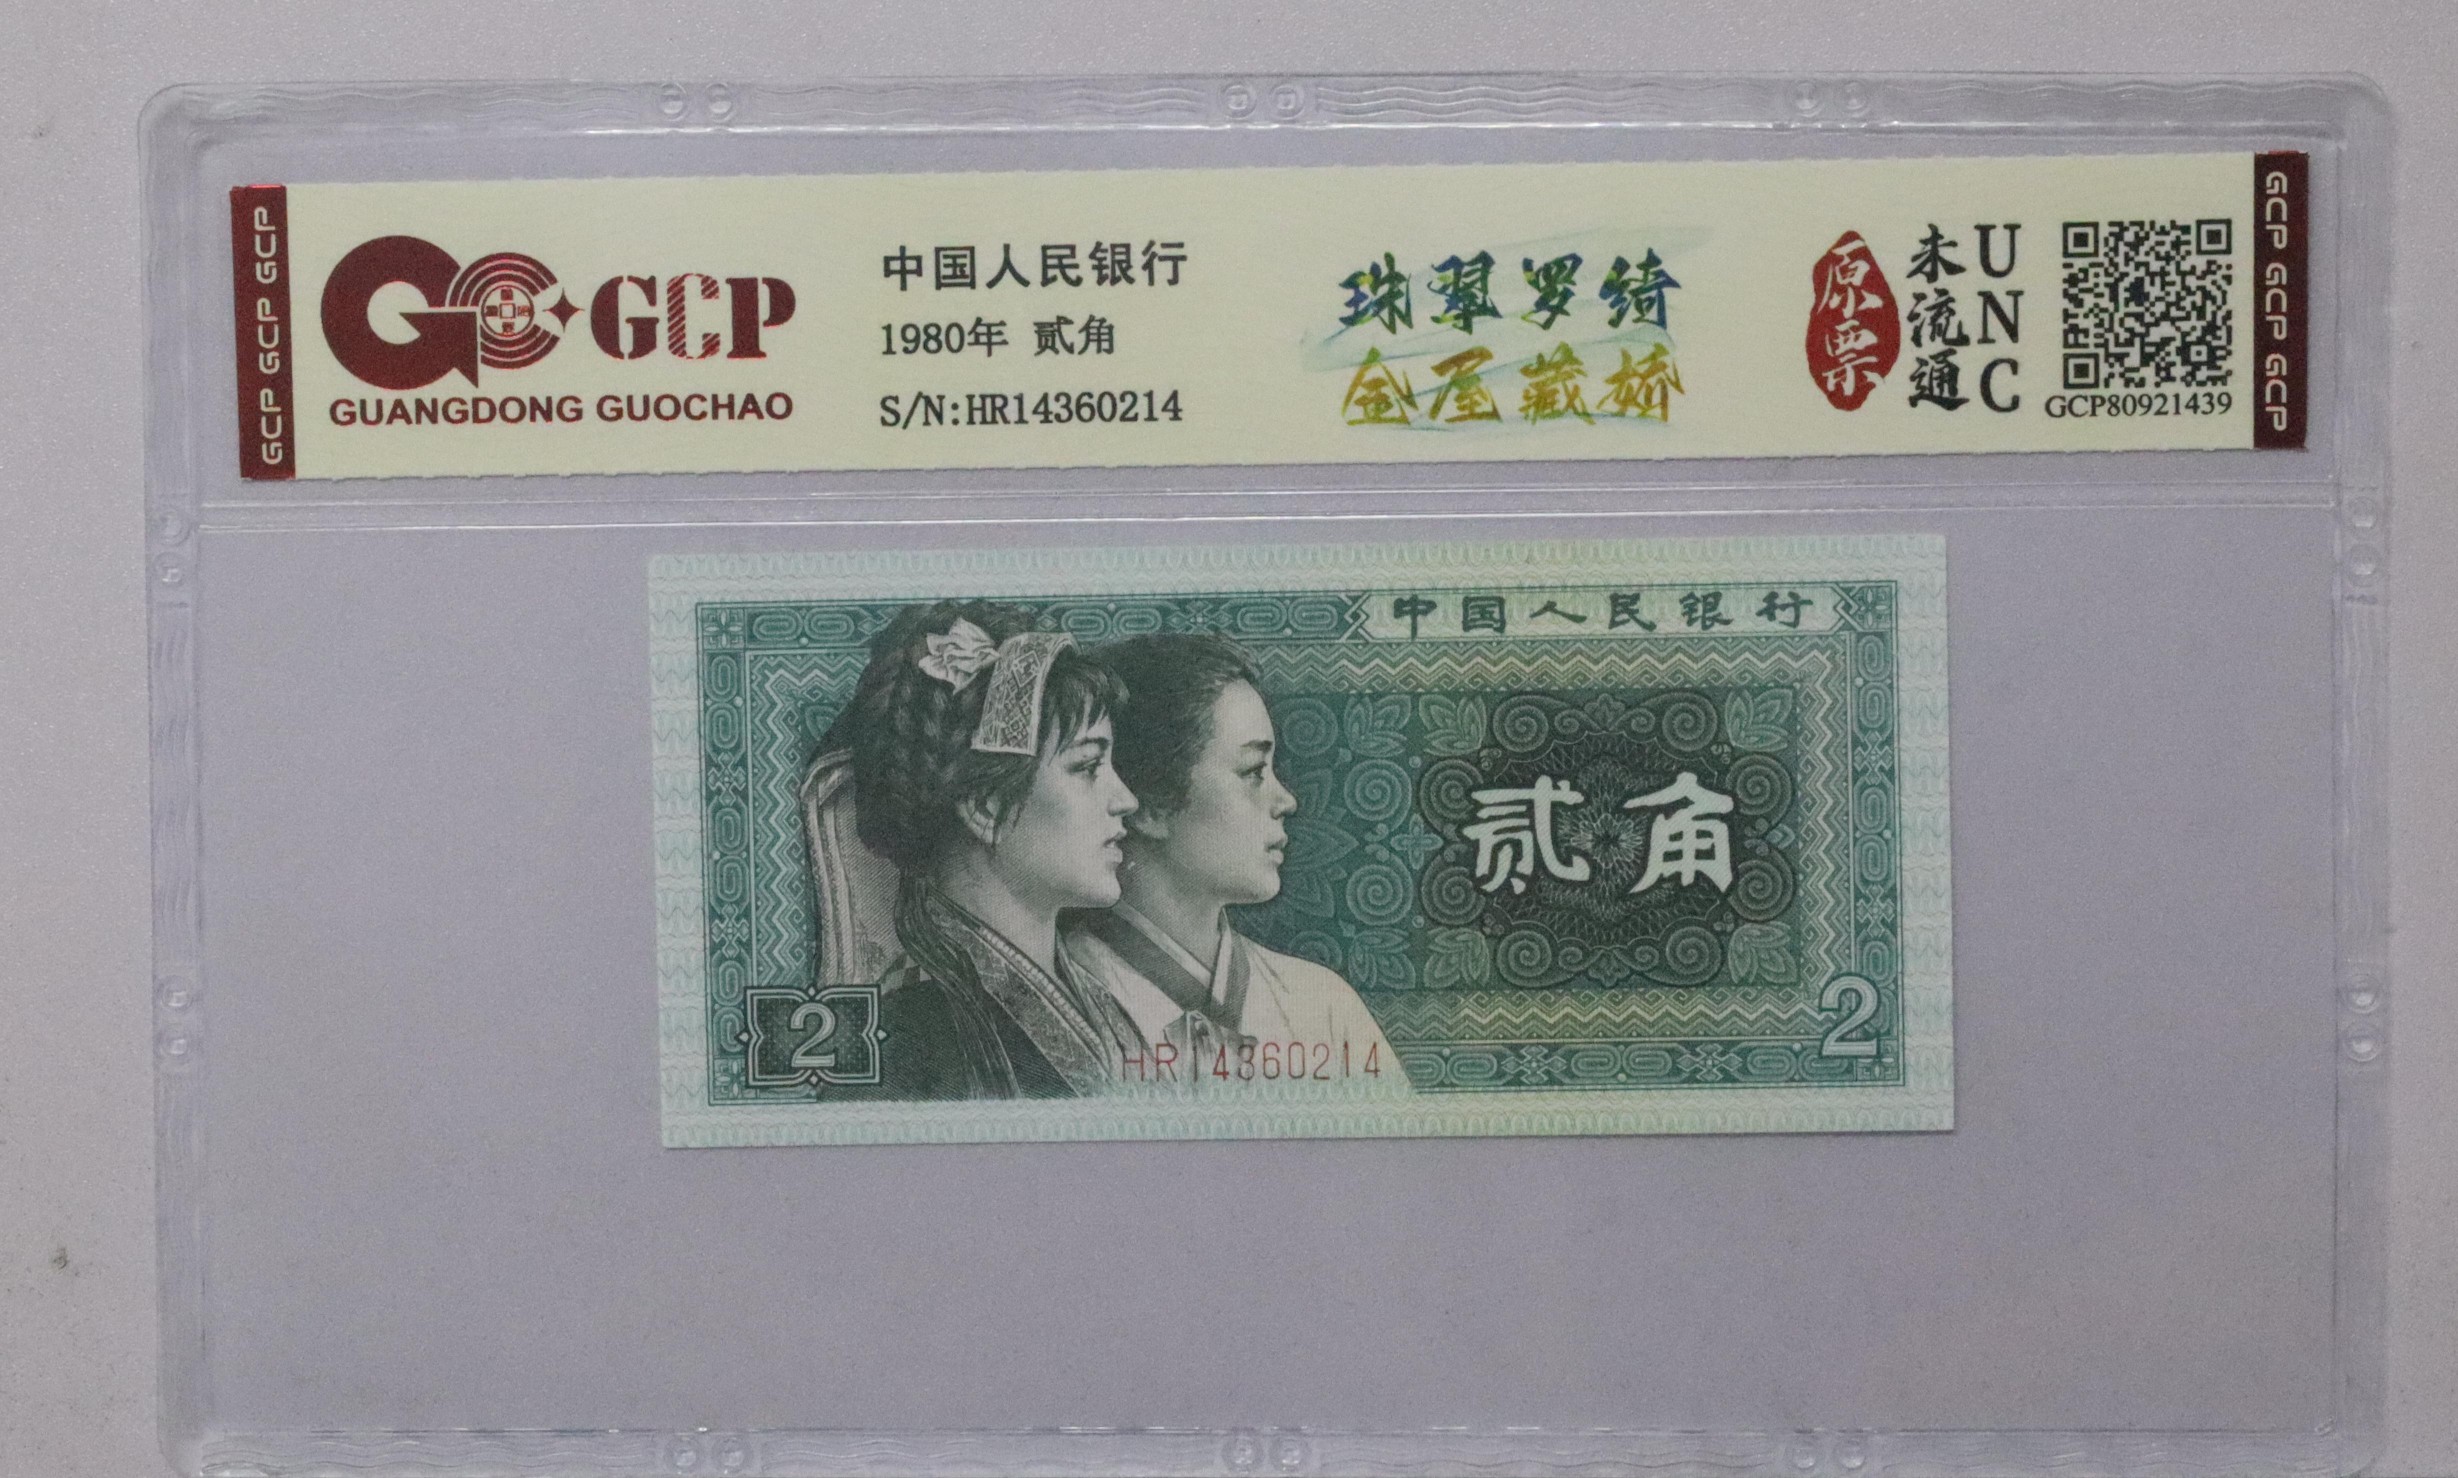 GCP GCP GCP
GCP
GUANGDONG GUOCHAO
中国人民银行
1980年 贰角
S/N:HR14360214
珠翠罗绮
金屋藏娇
原票
未流通
UNC
GCP80921439
GCP GCP GCP
中国人民银行
贰角
2
HR14360214
2